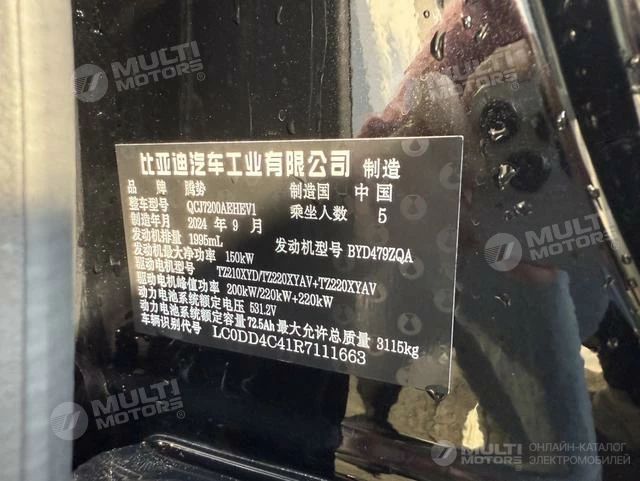 MULTI MOTORS
MULTI MOTORS
比亚迪汽车工业有限公司 制造
品 牌 腾势 制造国 中 国
整车型号 QCJ7200AEHEV1 乘坐人数 5
制造年月 2024 年 9 月
发动机排量 1995mL 发动机型号 BYD479ZQA
发动机最大净功率 150kW
驱动电机型号 TZ210XYD/TZ220XYAV+TZ220XYAV
驱动电机峰值功率 200kW/220kW+220kW
动力电池系统额定电压 531.2V
动力电池系统额定容量 72.5Ah 最大允许总质量 3115kg
车辆识别代号 LC0DD4C41R7111663
MULTI MOTORS
MULTI MOTORS
MULTI MOTORS
ОНЛАЙН-КАТАЛОГ
ЭЛЕКТРОМОБИЛЕЙ